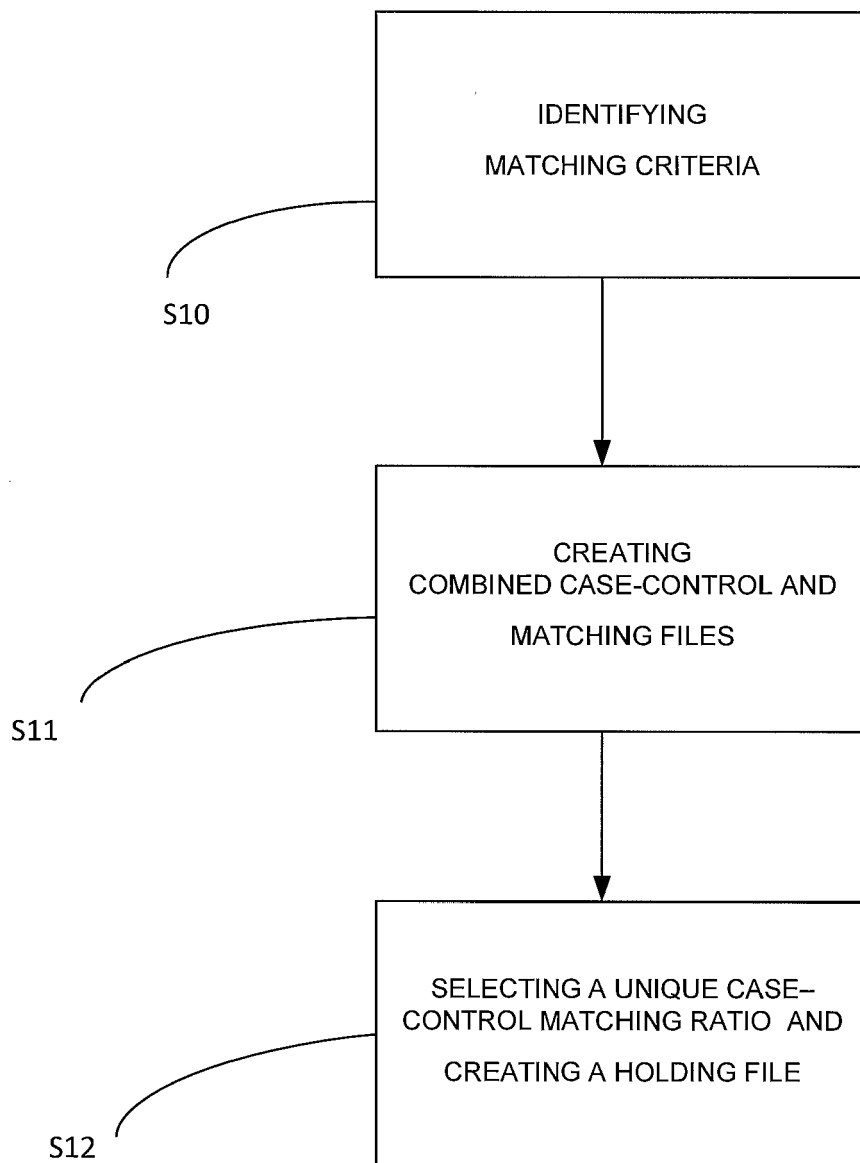 IDENTIFYING
MATCHING CRITERIA
S10
CREATING
COMBINED CASE-CONTROL AND
MATCHING FILES
S11
SELECTING A UNIQUE CASE–
CONTROL MATCHING RATIO AND
CREATING A HOLDING FILE
S12